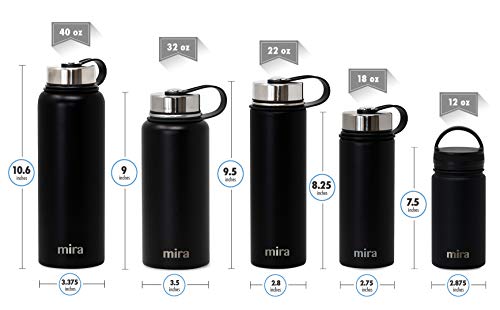 40 oz
32 oz
22 oz
18 oz
12 oz
10.6
inches
9
inches
9.5
inches
8.25
inches
7.5
inches
mira
mira
mira
mira
mira
3.375
inches
3.5
inches
2.8
inches
2.75
inches
2.875
inches